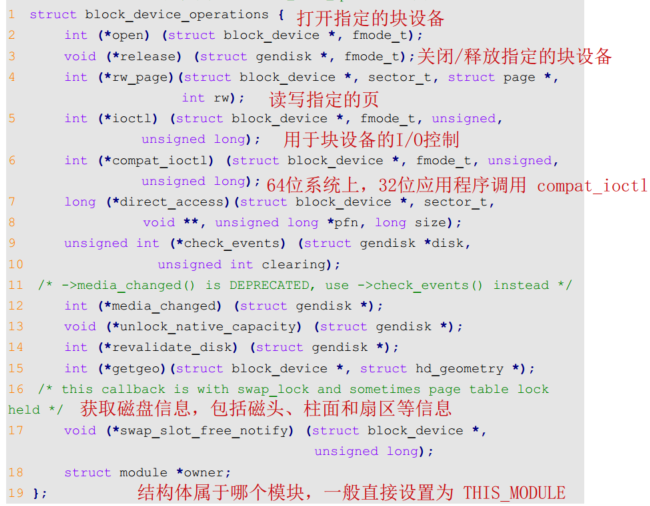 1 struct block_device_operations { 打开指定的块设备
2 int (*open) (struct block_device *, fmode_t);
3 void (*release) (struct gendisk *, fmode_t); 关闭/释放指定的块设备
4 int (*rw_page)(struct block_device *, sector_t, struct page *,
int rw); 读写指定的页
5 int (*ioctl) (struct block_device *, fmode_t, unsigned,
unsigned long); 用于块设备的I/O控制
6 int (*compat_ioctl) (struct block_device *, fmode_t, unsigned,
unsigned long); 64位系统上，32位应用程序调用 compat_ioctl
7 long (*direct_access)(struct block_device *, sector_t,
8 void **, unsigned long *pfn, long size);
9 unsigned int (*check_events) (struct gendisk *disk,
10 unsigned int clearing);
11 /* ->media_changed() is DEPRECATED, use ->check_events() instead */
12 int (*media_changed) (struct gendisk *);
13 void (*unlock_native_capacity) (struct gendisk *);
14 int (*revalidate_disk) (struct gendisk *);
15 int (*getgeo)(struct block_device *, struct hd_geometry *);
16 /* this callback is with swap_lock and sometimes page table lock
held */ 获取磁盘信息，包括磁头、柱面和扇区等信息
17 void (*swap_slot_free_notify) (struct block_device *,
unsigned long);
18 struct module *owner;
19 }; 结构体属于哪个模块，一般直接设置为 THIS_MODULE